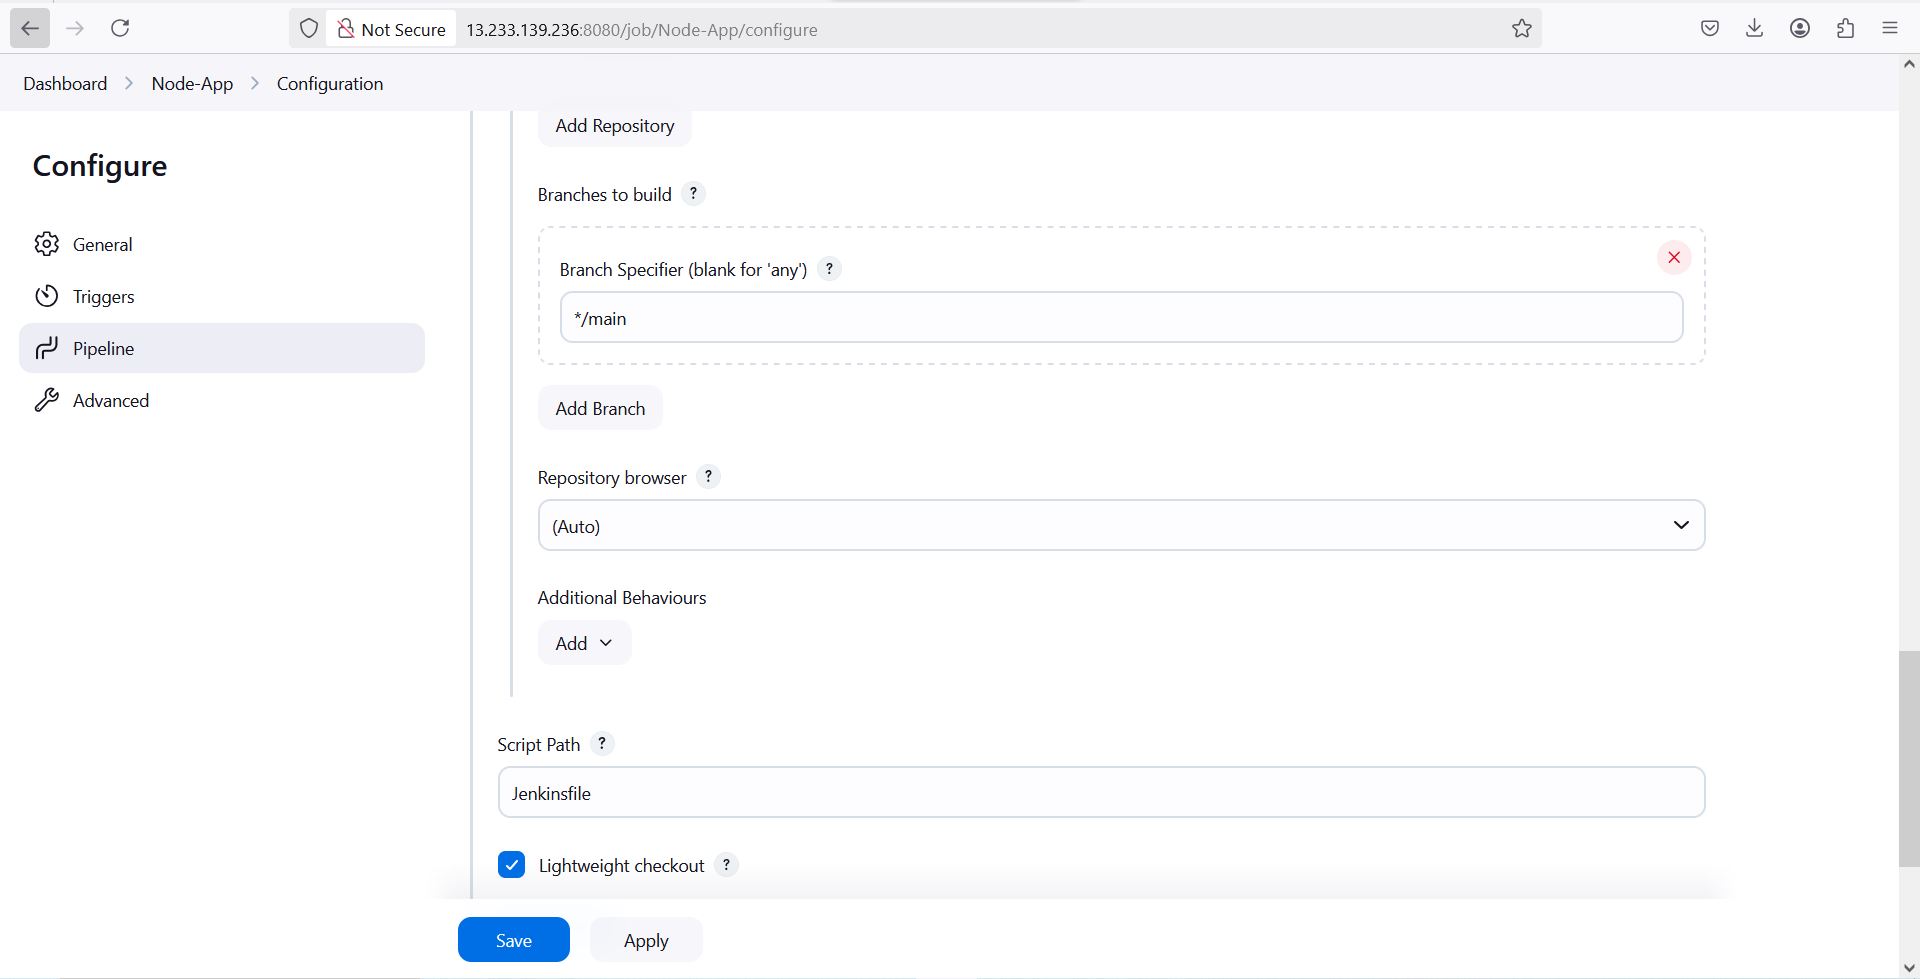 Not Secure 13.233.139.236:8080/job/Node-App/configure
Dashboard Node-App Configuration
Configure
General
Triggers
Pipeline
Advanced
Add Repository
Branches to build ?
Branch Specifier (blank for 'any') ?
*/main
Add Branch
Repository browser ?
(Auto)
Additional Behaviours
Add
Script Path ?
Jenkinsfile
Lightweight checkout ?
Save Apply